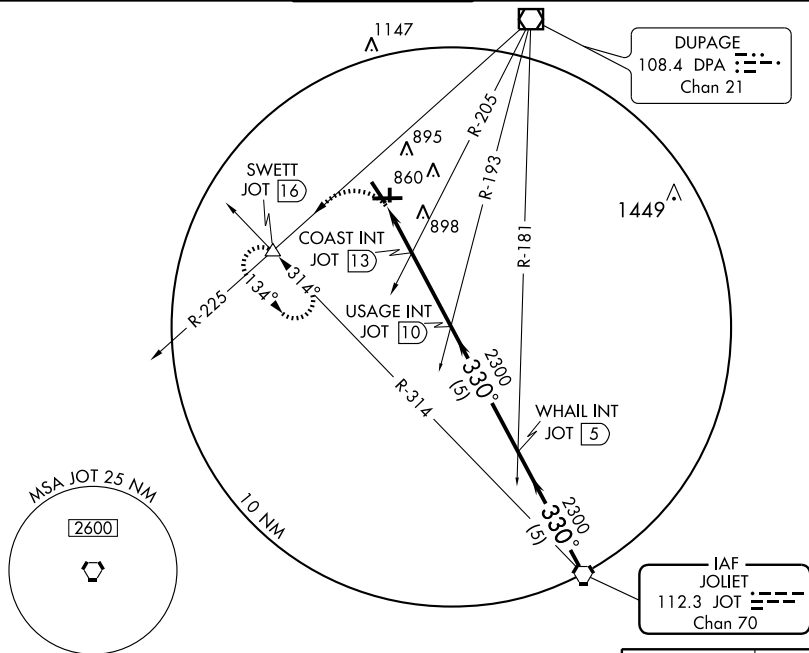 1147
DUPAGE
108.4 DPA
Chan 21
R-205
895
R-193
SWETT
JOT 16
860
1449
898
R-181
COAST INT
JOT 13
314°
134°
USAGE INT
JOT 10
R-225
2300
330°
(5)
R-314
WHAIL INT
JOT 5
MSA JOT 25 NM
2600
10 NM
2300
330°
(5)
IAF
JOLIET
112.3 JOT
Chan 70